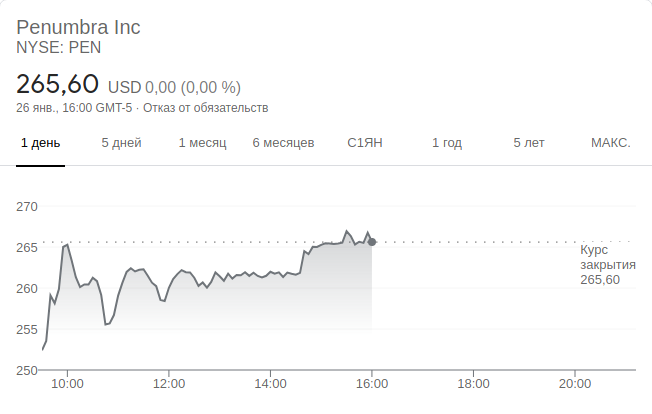 Penumbra Inc
NYSE: PEN
265,60 USD 0,00 (0,00 %)
26 янв., 16:00 GMT-5 · Отказ от обязательств
1 день 5 дней 1 месяц 6 месяцев С1ЯН 1 год 5 лет МАКС.
270
265
Курс
закрытия
260
265,60
255
250
10:00 12:00 14:00 16:00 18:00 20:00